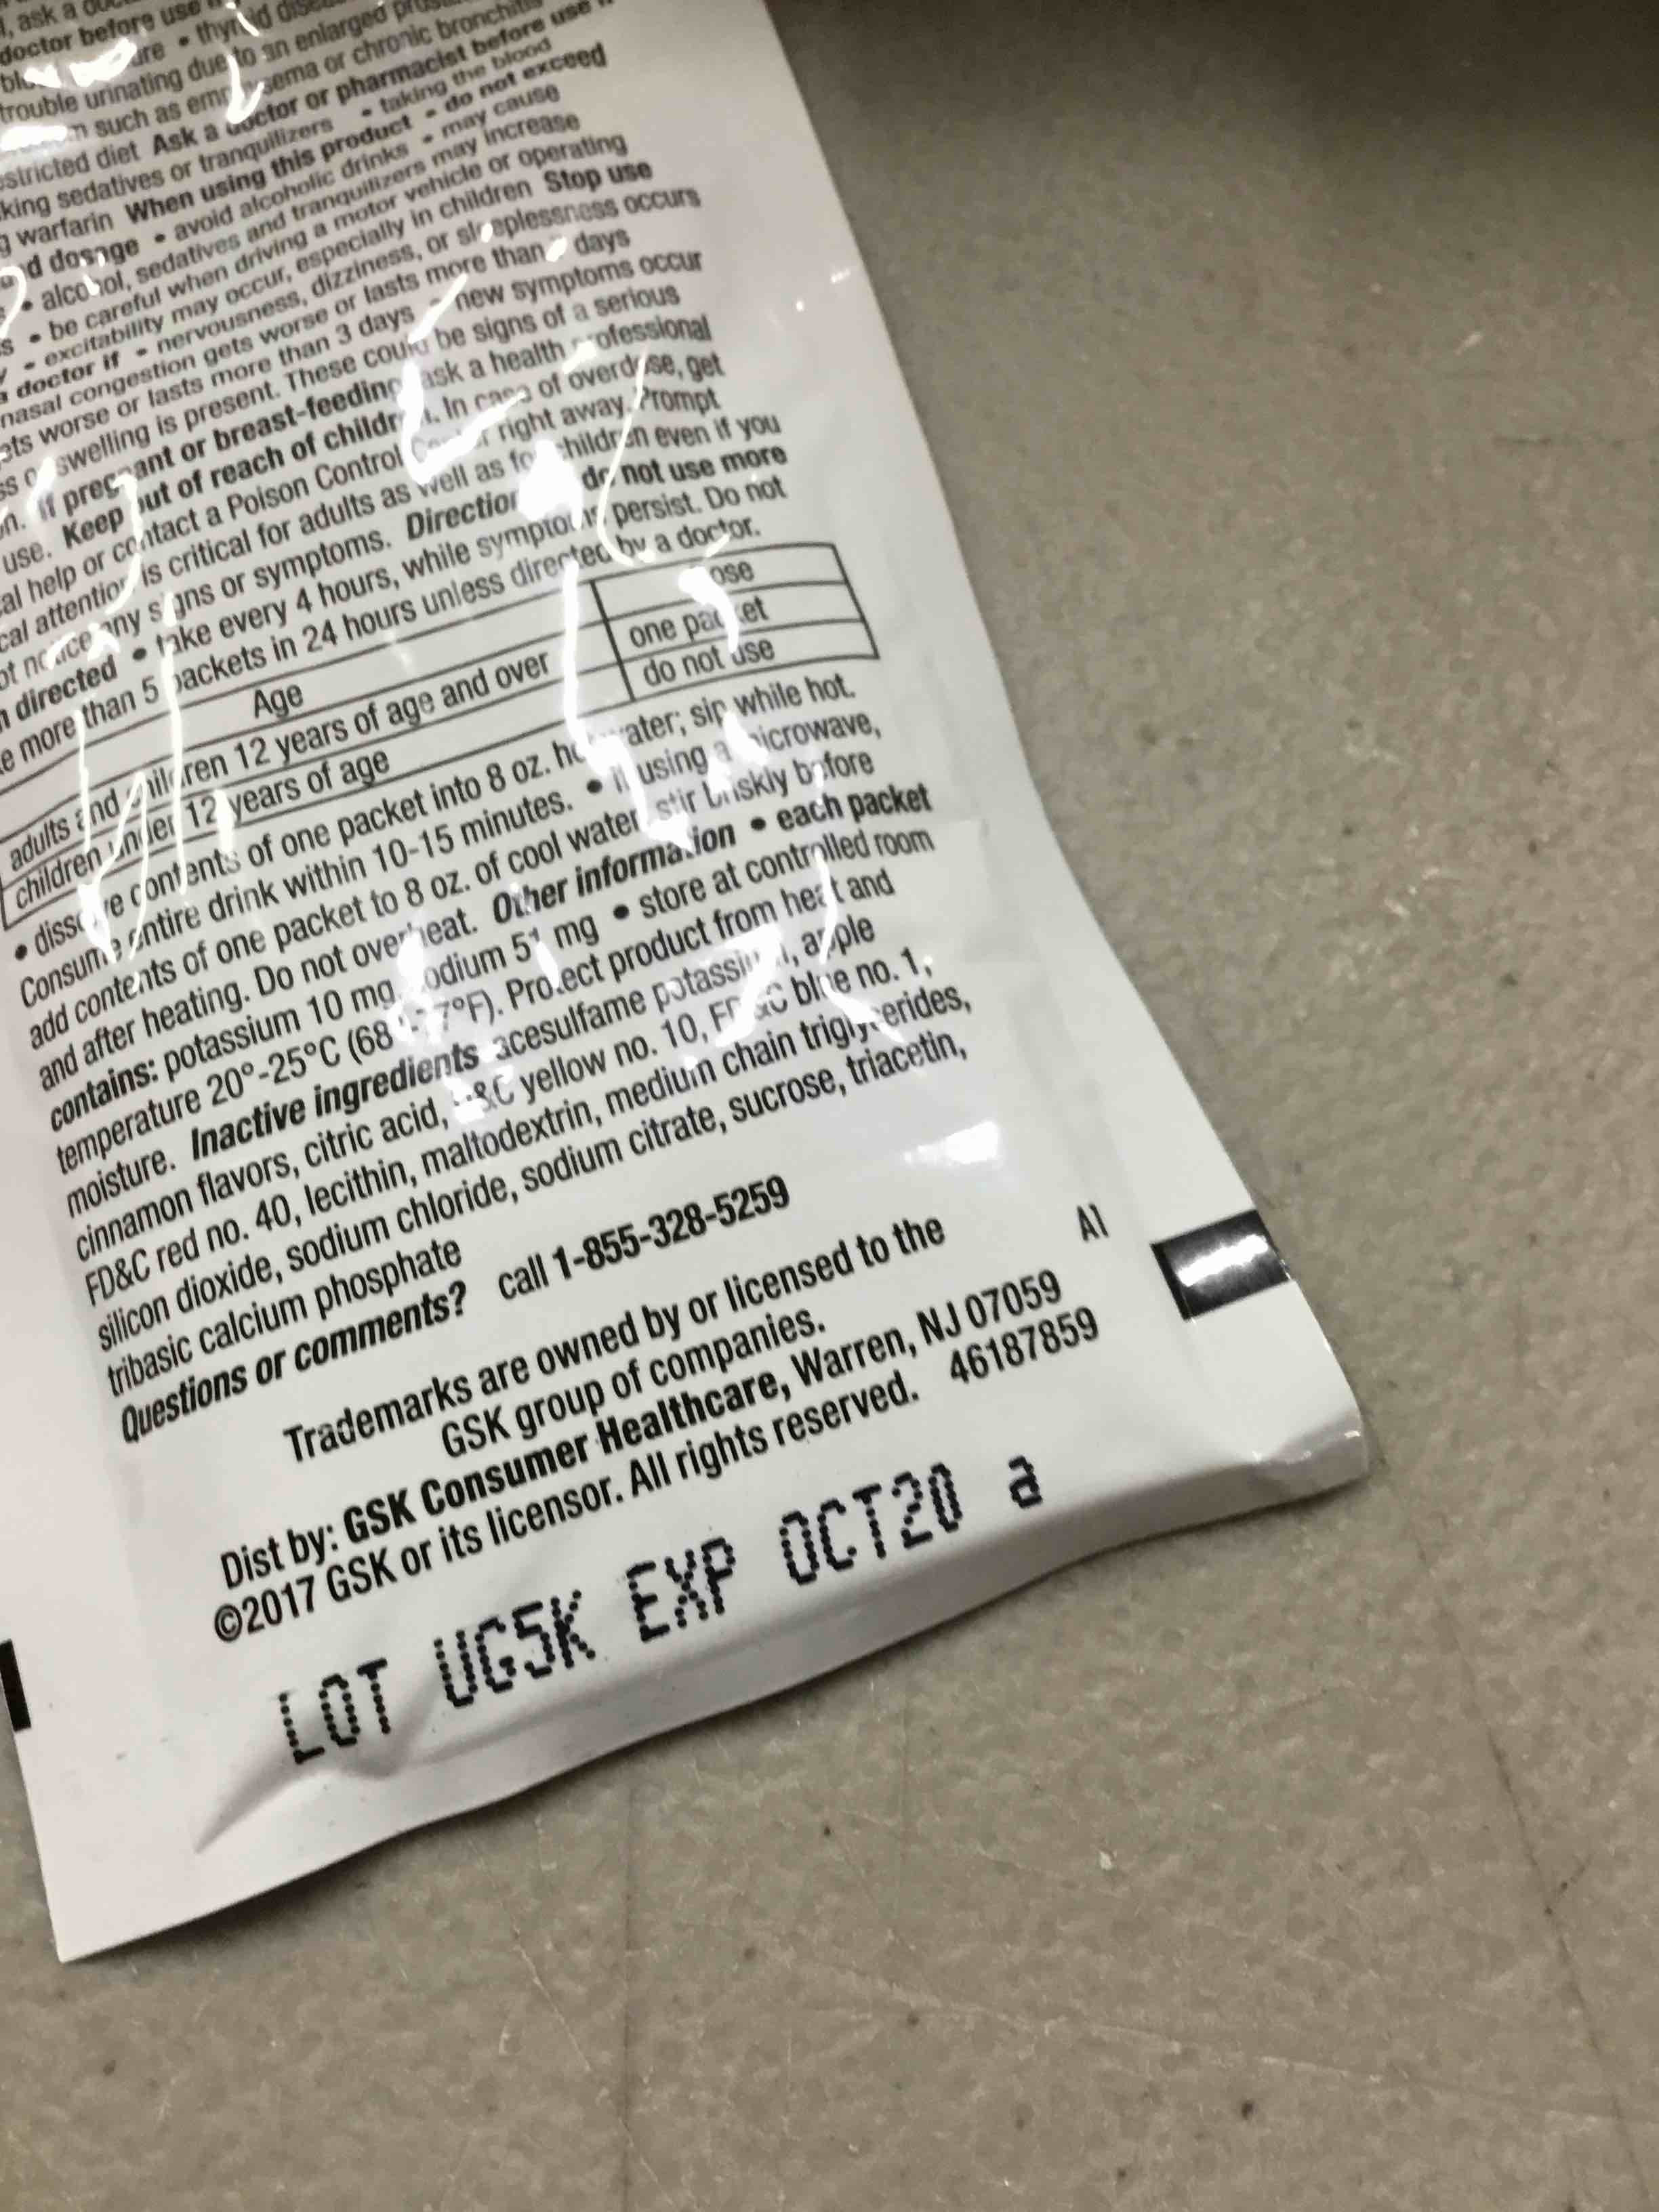 , ask a
doctor before use
• thyroid
trouble urinating due to an enlarged
such as emphysema or chronic bronchitis
stricted diet Ask a doctor or pharmacist before use if
king sedatives or tranquilizers • taking the blood
g warfarin When using this product • do not exceed
dosage • avoid alcoholic drinks • may cause
• alcohol, sedatives and tranquilizers may increase
s • be careful when driving a motor vehicle or operating
y • excitability may occur, especially in children Stop use
doctor if • nervousness, dizziness, or sleeplessness occurs
nasal congestion gets worse or lasts more than days
ets worse or lasts more than 3 days • new symptoms occur
ss or swelling is present. These could be signs of a serious
n. If pregnant or breast-feeding, ask a health professional
use. Keep out of reach of children. In case of overdose, get
al help or contact a Poison Control Center right away. Prompt
cal attention is critical for adults as well as for children even if you
ot notice any signs or symptoms. Directions do not use more
n directed • take every 4 hours, while symptoms persist. Do not
e more than 5 packets in 24 hours unless directed by a doctor.
Age dose
adults and children 12 years of age and over one packet
children under 12 years of age do not use
• dissolve contents of one packet into 8 oz. hot water; sip while hot.
Consume entire drink within 10-15 minutes. • If using a microwave,
add contents of one packet to 8 oz. of cool water; stir briskly before
and after heating. Do not overheat. Other information • each packet
contains: potassium 10 mg, sodium 51 mg • store at controlled room
temperature 20°-25°C (68°-77°F). Protect product from heat and
moisture. Inactive ingredients acesulfame potassium, apple
cinnamon flavors, citric acid, D&C yellow no. 10, FD&C blue no. 1,
FD&C red no. 40, lecithin, maltodextrin, medium chain triglycerides,
silicon dioxide, sodium chloride, sodium citrate, sucrose, triacetin,
tribasic calcium phosphate
Questions or comments? call 1-855-328-5259
Trademarks are owned by or licensed to the
GSK group of companies.
A1
Dist by: GSK Consumer Healthcare, Warren, NJ 07059
©2017 GSK or its licensor. All rights reserved. 46187859
LOT UG5K EXP OCT20 a